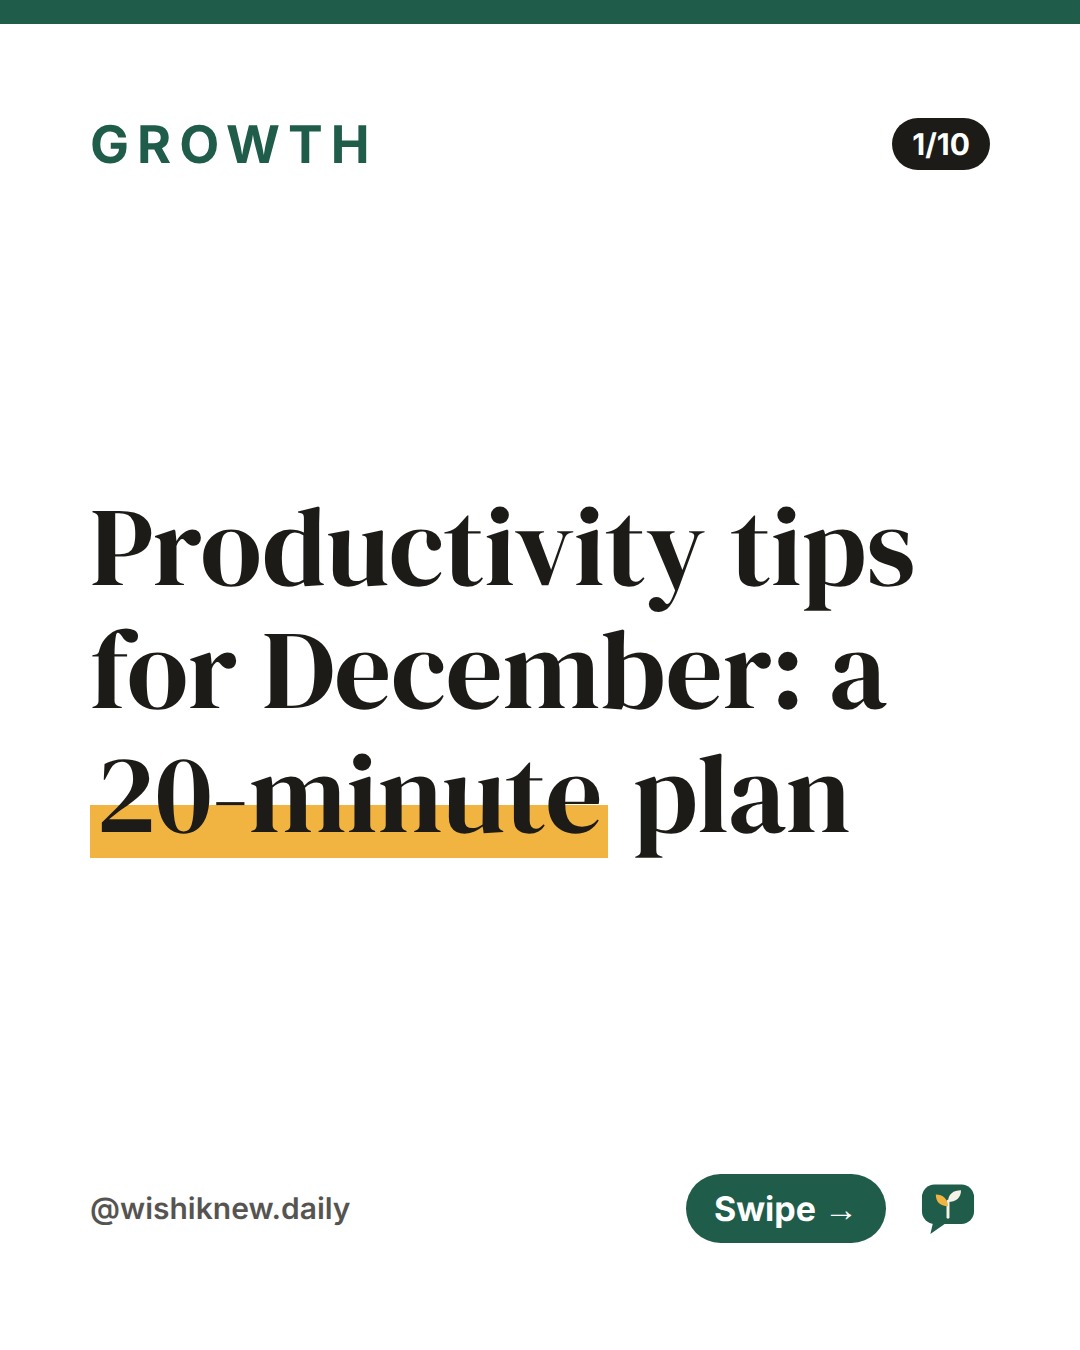 GROWTH
1/10
Productivity tips
for December: a
20-minute plan
@wishiknew.daily
Swipe →